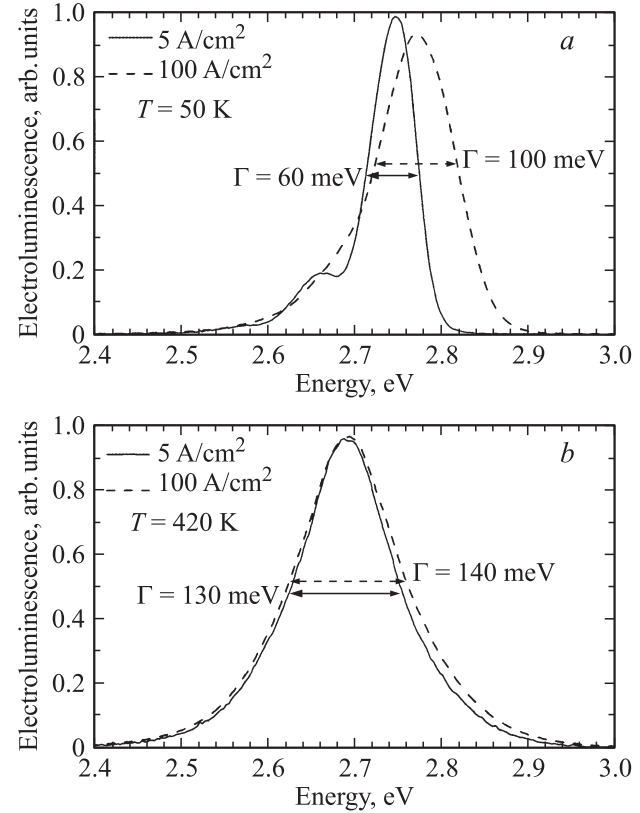 1.0
0.8
0.6
0.4
0.2
0
Electroluminescence, arb. units
5 A/cm²
100 A/cm²
T = 50 K
a
Γ = 100 meV
Γ = 60 meV
2.4 2.5 2.6 2.7 2.8 2.9 3.0
Energy, eV
1.0
0.8
0.6
0.4
0.2
0
Electroluminescence, arb. units
5 A/cm²
100 A/cm²
T = 420 K
b
Γ = 140 meV
Γ = 130 meV
2.4 2.5 2.6 2.7 2.8 2.9 3.0
Energy, eV